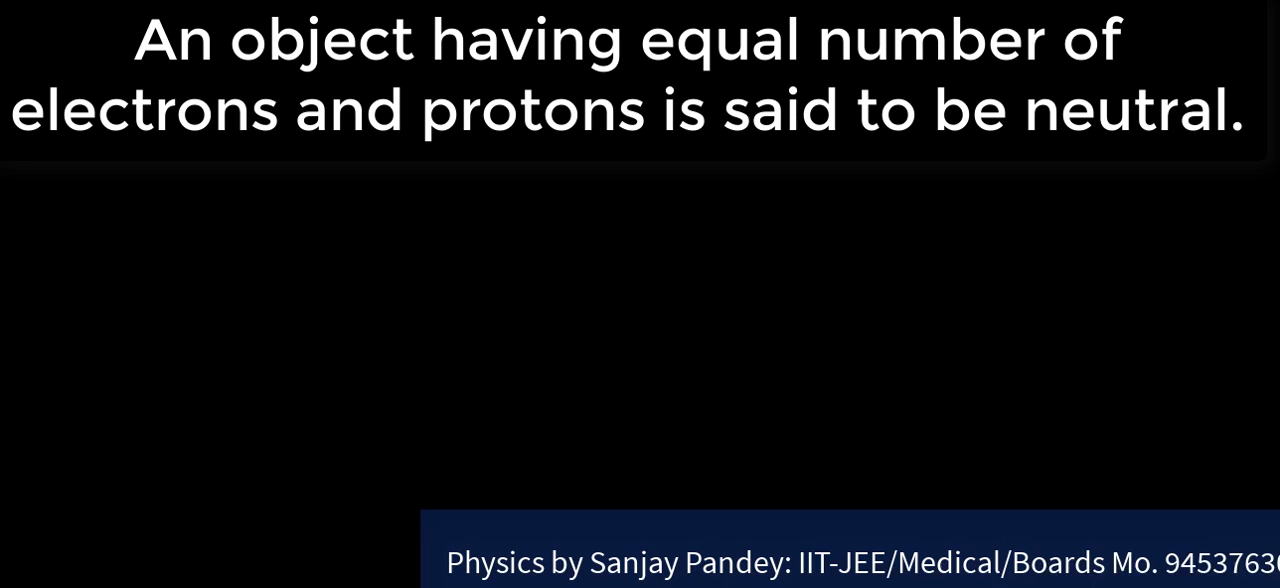 An object having equal number of
electrons and protons is said to be neutral.
Physics by Sanjay Pandey: IIT-JEE/Medical/Boards Mo. 9453763